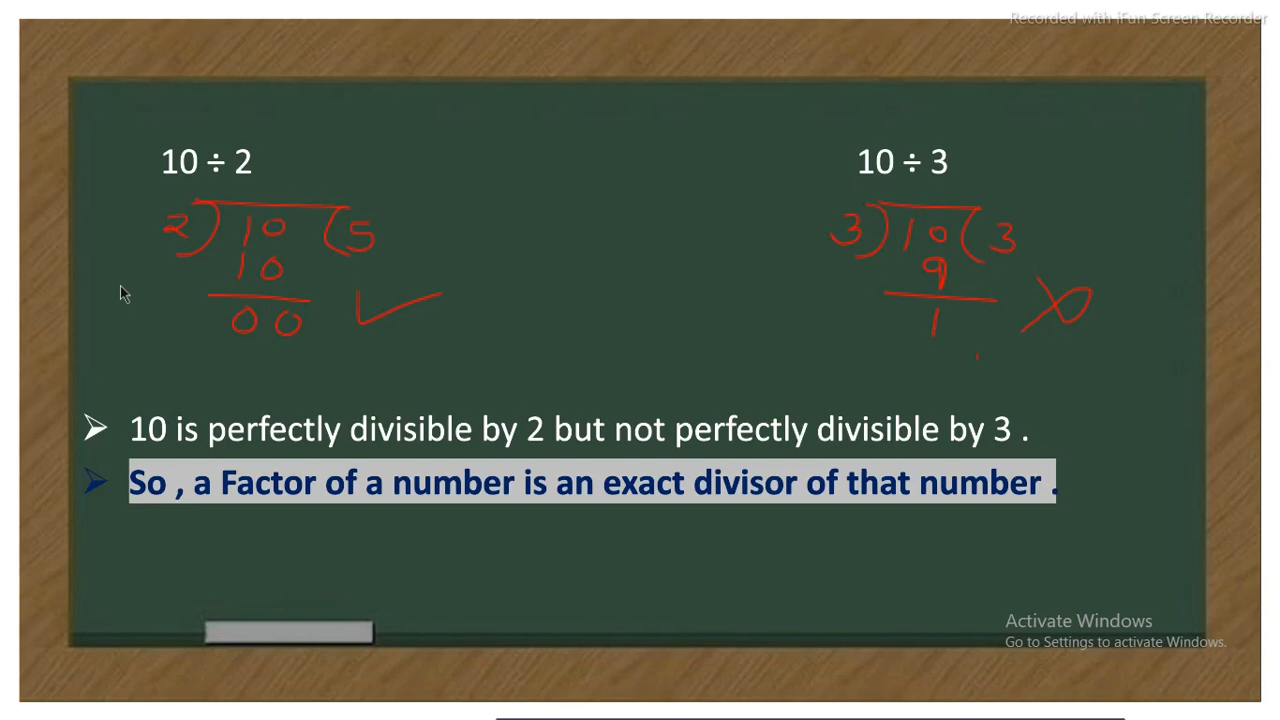 Recorded with iFun Screen Recorder
10 ÷ 2
10 ÷ 3
2) 10 (5
3) 10 (3
10
9
00
1
➢ 10 is perfectly divisible by 2 but not perfectly divisible by 3 .
➢ So , a Factor of a number is an exact divisor of that number .
Activate Windows
Go to Settings to activate Windows.